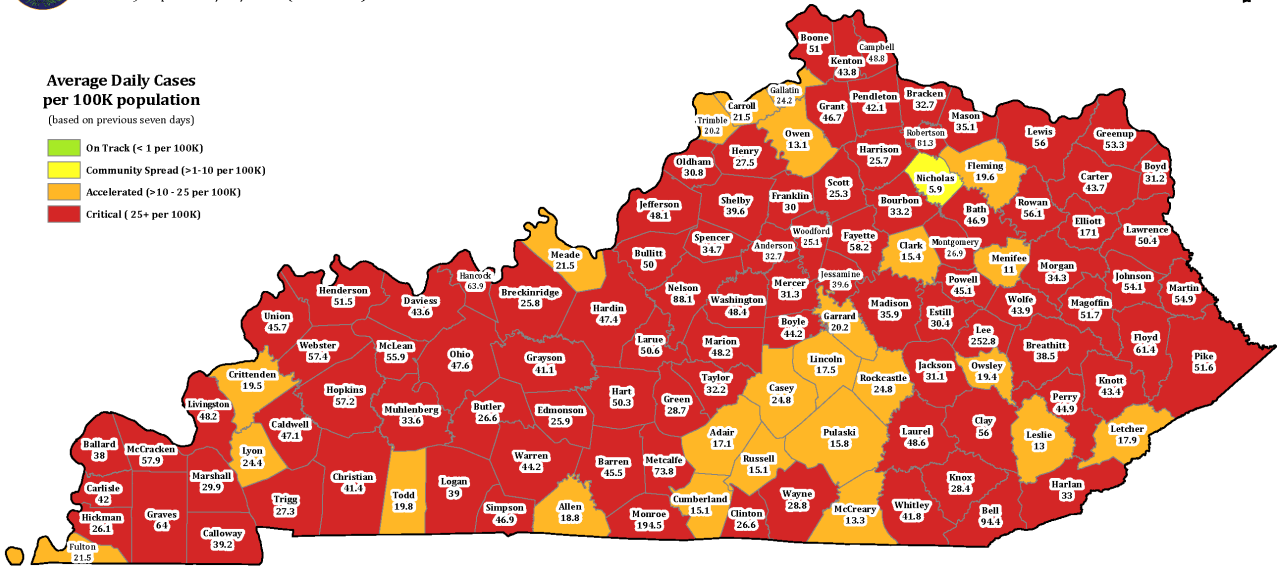 Average Daily Cases
per 100K population
(based on previous seven days)
On Track (< 1 per 100K)
Community Spread (>1-10 per 100K)
Accelerated (>10 - 25 per 100K)
Critical ( 25+ per 100K)
Boone
51
Campbell
48.8
Kenton
43.8
Gallatin
24.2
Carroll
21.5
Trimble
20.2
Grant
46.7
Pendleton
42.1
Bracken
32.7
Mason
35.1
Robertson
81.3
Lewis
56
Greenup
53.3
Boyd
31.2
Owen
13.1
Henry
27.5
Oldham
30.8
Harrison
25.7
Nicholas
5.9
Fleming
19.6
Carter
43.7
Rowan
56.1
Elliott
171
Lawrence
50.4
Jefferson
48.1
Shelby
39.6
Franklin
30
Scott
25.3
Bourbon
33.2
Bath
46.9
Spencer
34.7
Anderson
32.7
Woodford
25.1
Fayette
58.2
Clark
15.4
Montgomery
26.9
Menifee
11
Morgan
34.3
Johnson
54.1
Martin
54.9
Bullitt
50
Meade
21.5
Hancock
63.9
Breckinridge
25.8
Hardin
47.4
Nelson
88.1
Washington
48.4
Mercer
31.3
Jessamine
39.6
Madison
35.9
Powell
45.1
Estill
30.4
Wolfe
43.9
Magoffin
51.7
Henderson
51.5
Daviess
43.6
Union
45.7
Webster
57.4
McLean
55.9
Ohio
47.6
Grayson
41.1
Larue
50.6
Marion
48.2
Boyle
44.2
Garrard
20.2
Lincoln
17.5
Lee
252.8
Breathitt
38.5
Floyd
61.4
Pike
51.6
Crittenden
19.5
Livingston
48.2
Hopkins
57.2
Muhlenberg
33.6
Butler
26.6
Edmonson
25.9
Hart
50.3
Green
28.7
Taylor
32.2
Casey
24.8
Rockcastle
24.8
Jackson
31.1
Owsley
19.4
Perry
44.9
Knott
43.4
Caldwell
47.1
Lyon
24.4
Ballard
38
McCracken
57.9
Marshall
29.9
Carlisle
42
Hickman
26.1
Graves
64
Calloway
39.2
Fulton
21.5
Trigg
27.3
Christian
41.4
Todd
19.8
Logan
39
Warren
44.2
Simpson
46.9
Allen
18.8
Barren
45.5
Metcalfe
73.8
Monroe
194.5
Adair
17.1
Russell
15.1
Cumberland
15.1
Clinton
26.6
Wayne
28.8
Pulaski
15.8
McCreary
13.3
Laurel
48.6
Clay
56
Leslie
13
Letcher
17.9
Whitley
41.8
Knox
28.4
Bell
94.4
Harlan
33